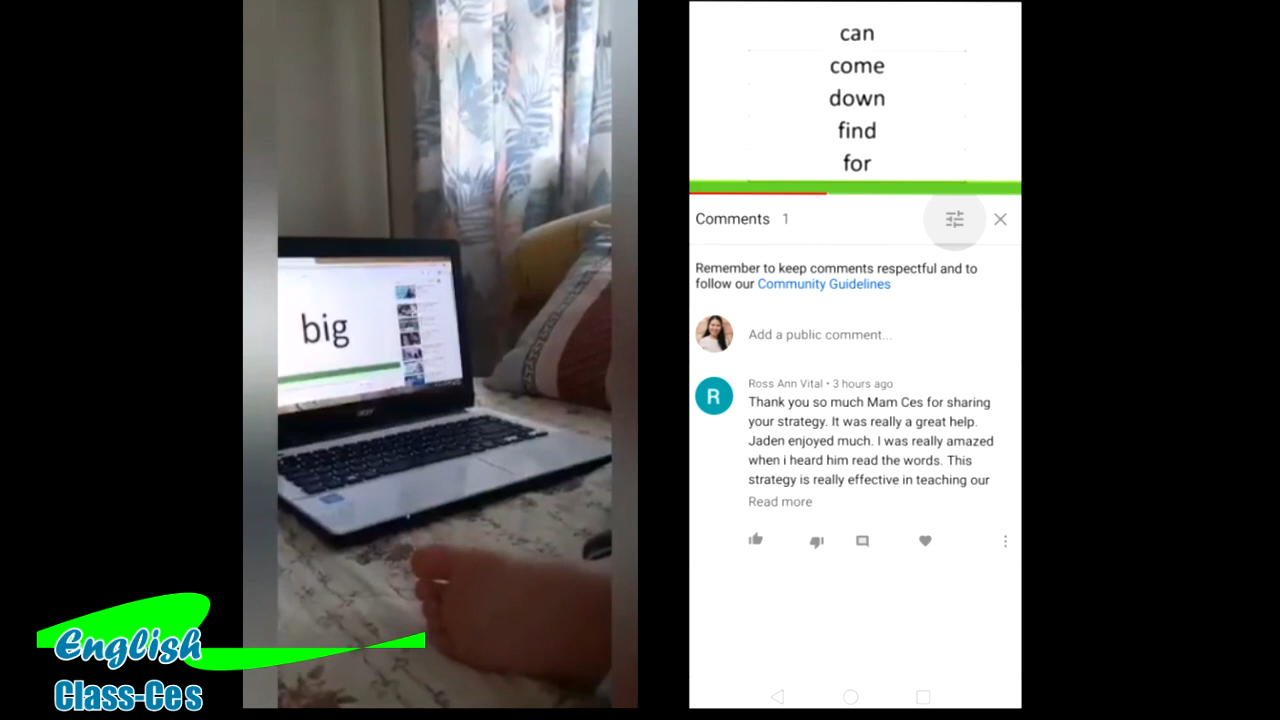 big
acer
can
come
down
find
for
Comments 1
Remember to keep comments respectful and to
follow our Community Guidelines
Add a public comment...
R
Ross Ann Vital • 3 hours ago
Thank you so much Mam Ces for sharing
your strategy. It was really a great help.
Jaden enjoyed much. I was really amazed
when i heard him read the words. This
strategy is really effective in teaching our
Read more
English
Class-Ces